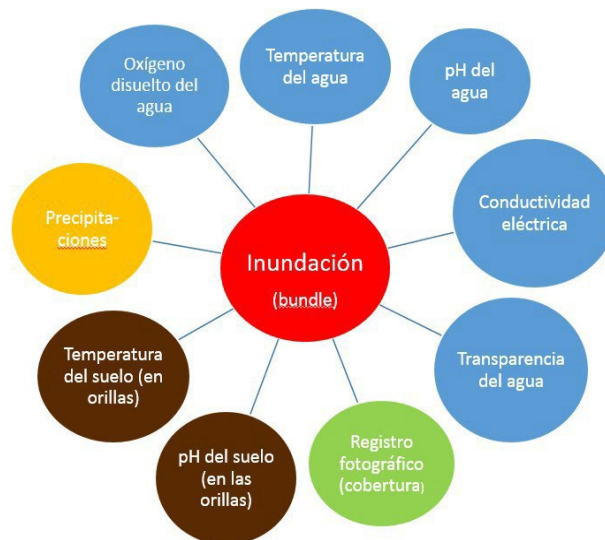 Oxígeno
disuelto del
agua
Temperatura
del agua
pH del
agua
Conductividad
eléctrica
Transparencia
del agua
Registro
fotográfico
(cobertura)
pH del suelo
(en las
orillas)
Temperatura
del suelo (en
orillas)
Precipita-
ciones
Inundación
(bundle)